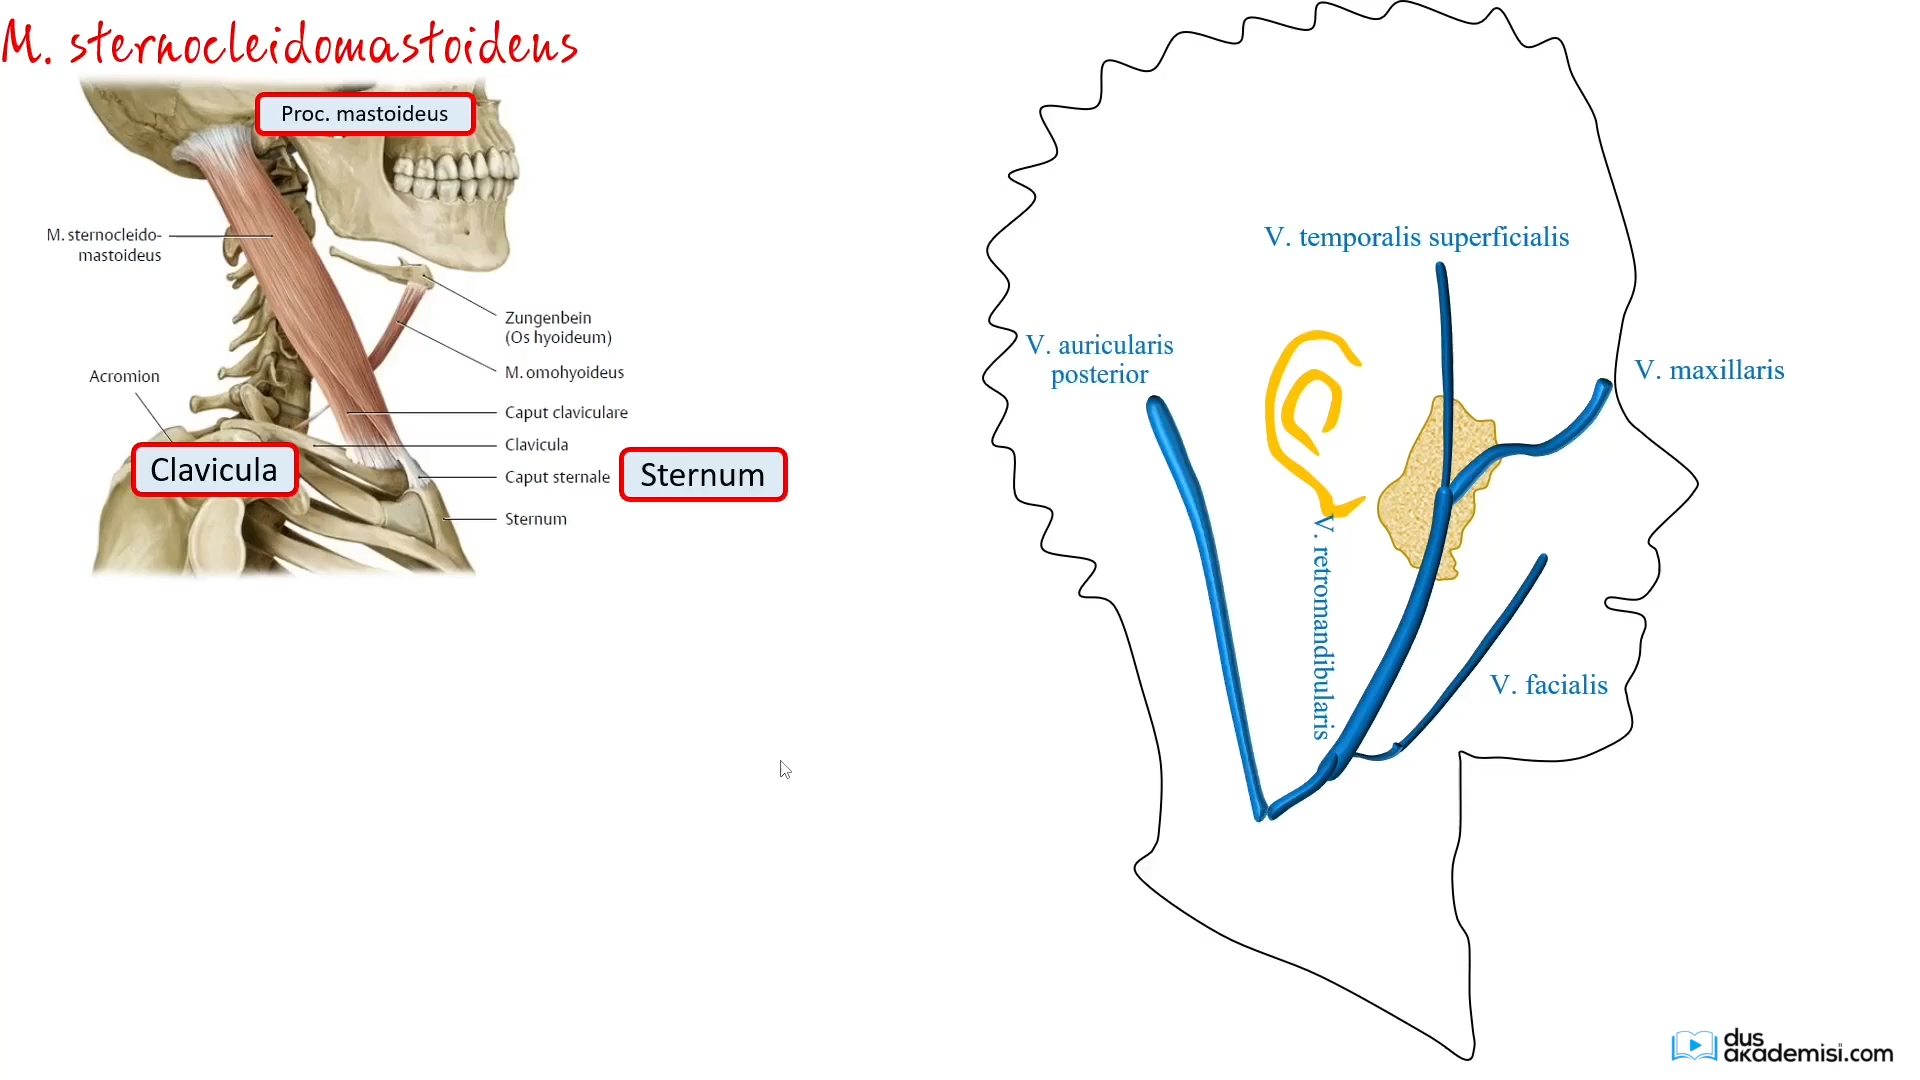 M. sternocleidomastoideus
Proc. mastoideus
M. sternocleido-
mastoideus
Zungenbein
(Os hyoideum)
M. omohyoideus
Acromion
Caput claviculare
Clavicula
Clavicula
Caput sternale
Sternum
Sternum
V. temporalis superficialis
V. auricularis
posterior
V. maxillaris
V. retromandibularis
V. facialis
dus
akademisi.com